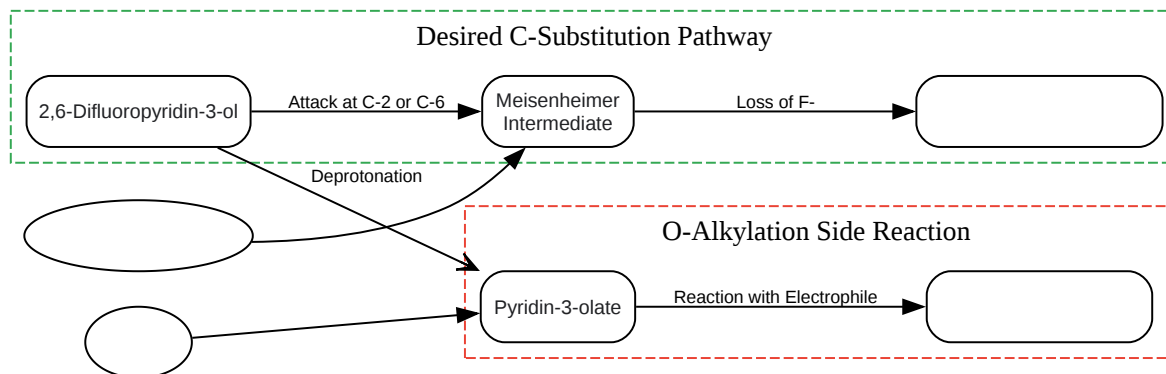 Desired C-Substitution Pathway
2,6-Difluoropyridin-3-ol
Attack at C-2 or C-6
Meisenheimer
Intermediate
Loss of F-
Deprotonation
O-Alkylation Side Reaction
Pyridin-3-olate
Reaction with Electrophile